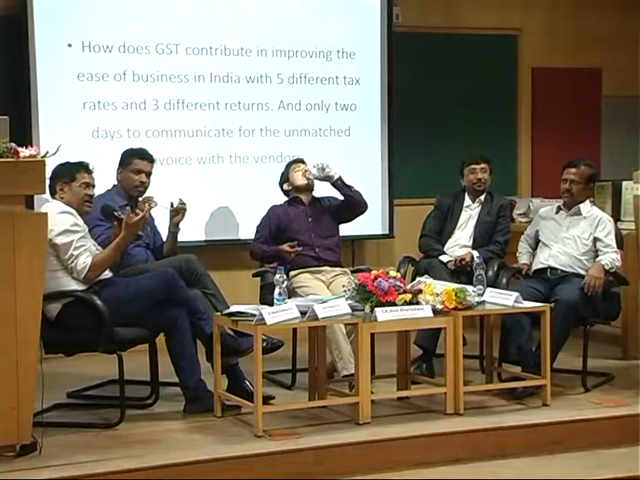 • How does GST contribute in improving the
ease of business in India with 5 different tax
rates and 3 different returns. And only two
days to communicate for the unmatched
invoice with the vendor